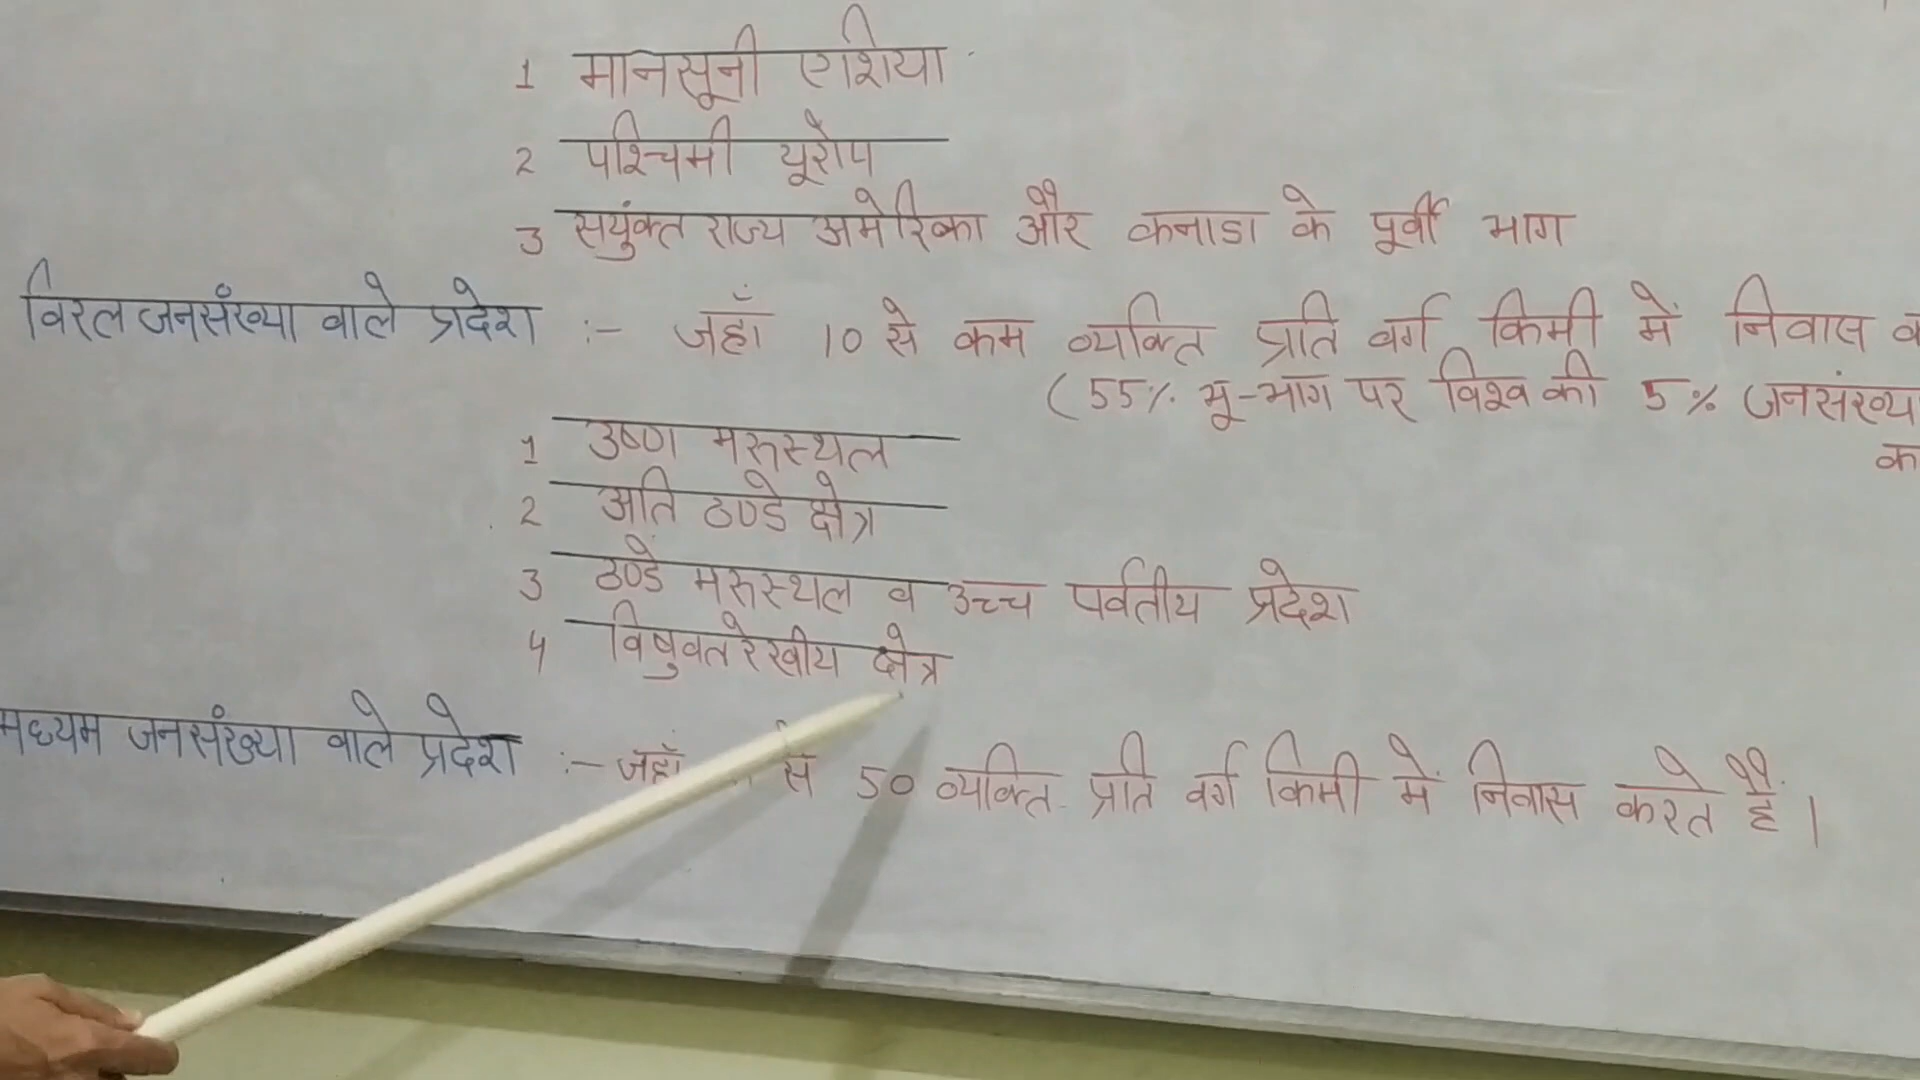 1 मानसूनी एशिया
2 पश्चिमी यूरोप
3 सयुंक्त राज्य अमेरिका और कनाडा के पूर्वी भाग
विरल जनसंख्या वाले प्रदेश :- जहाँ 10 से कम व्यक्ति प्रति वर्ग किमी में निवास
(55% भू-भाग पर विश्व की 5% जनसंख्या
1 उष्ण मरुस्थल
2 अति ठण्डे क्षेत्र
3 ठण्डे मरुस्थल व उच्च पर्वतीय प्रदेश
4 विषुवतरेखीय क्षेत्र
मध्यम जनसंख्या वाले प्रदेश :- जहाँ से 50 व्यक्ति प्रति वर्ग किमी में निवास करते हैं।